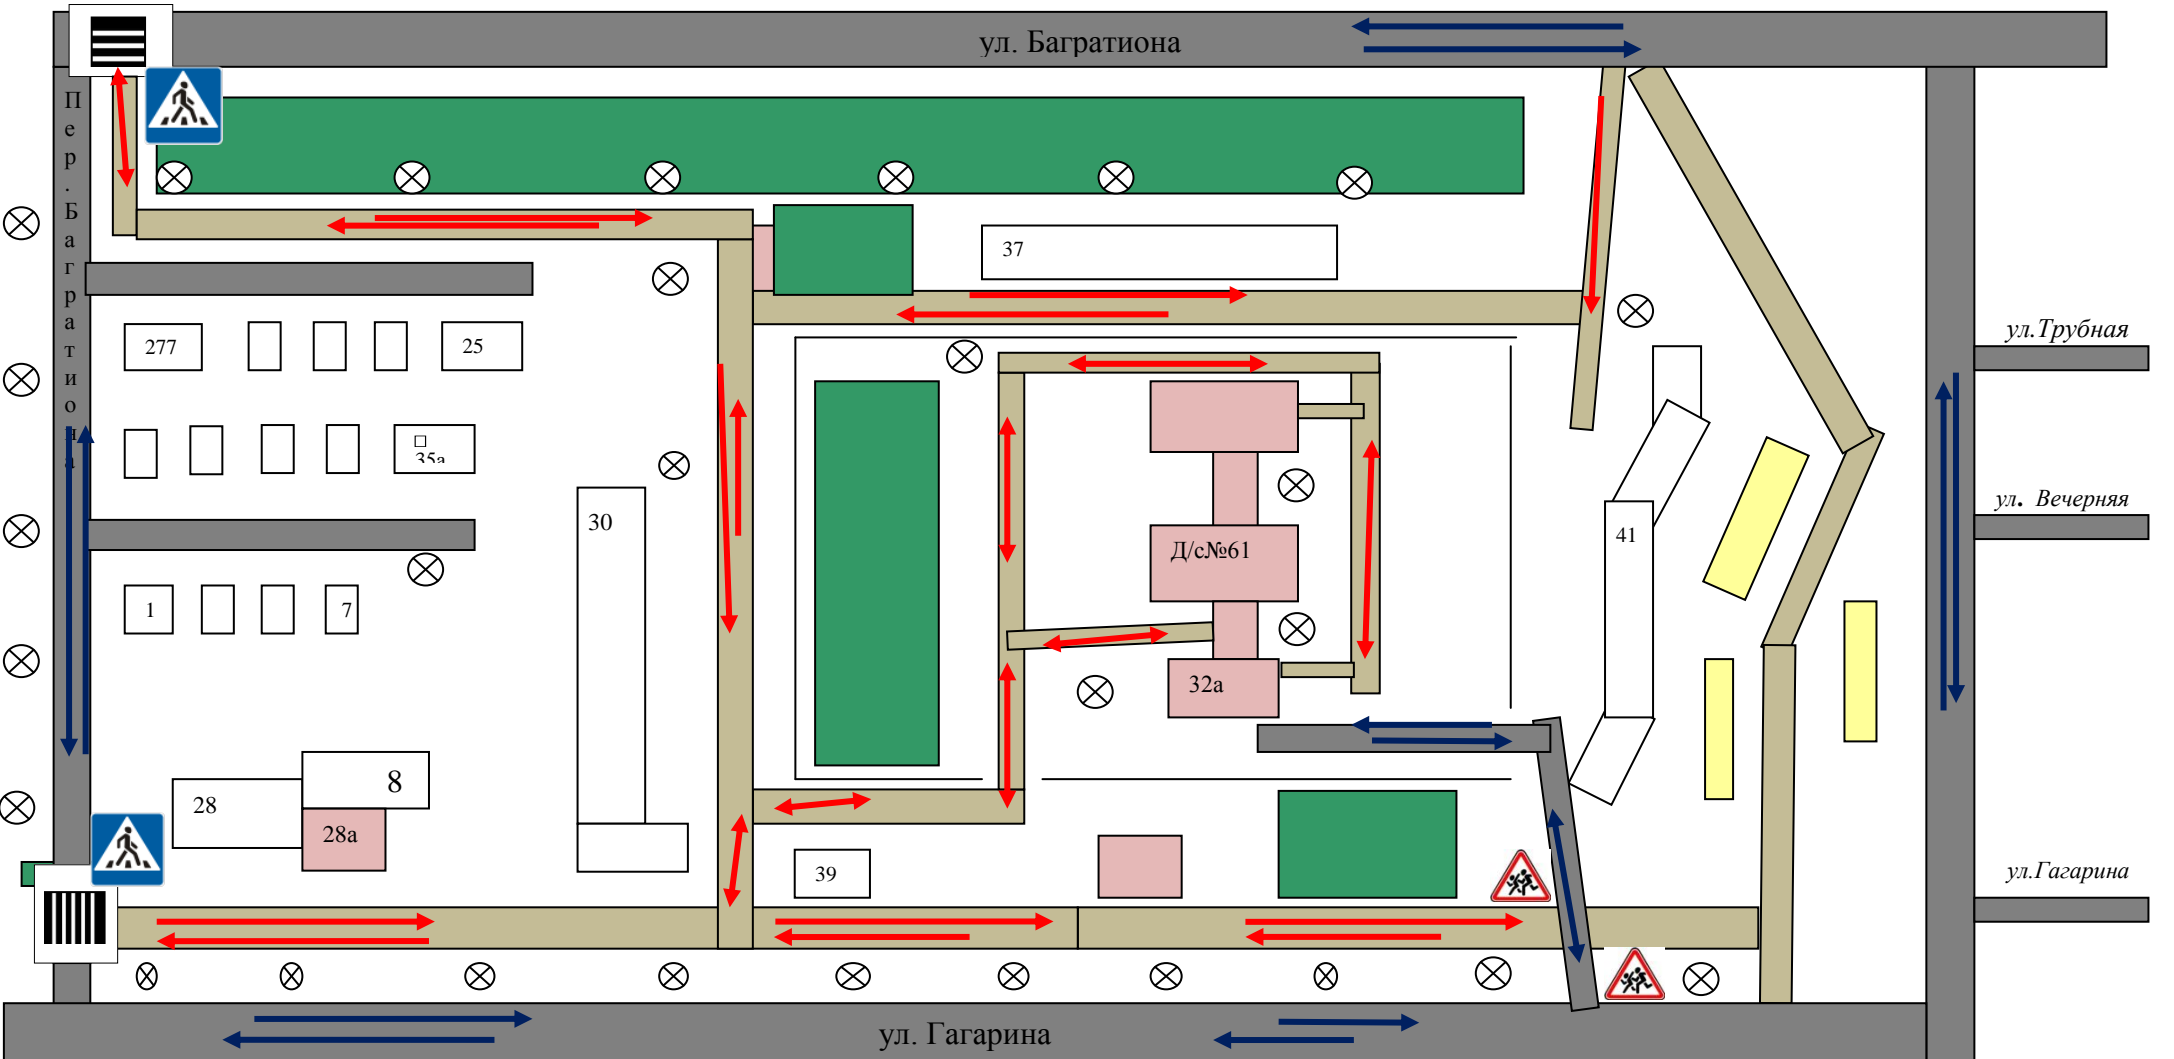 ул. Багратиона
Пер. Багратиона
37
ул.Трубная
277
25
35а
ул. Вечерняя
30
41
Д/с№61
1
7
32а
8
28
28а
39
ул.Гагарина
ул. Гагарина